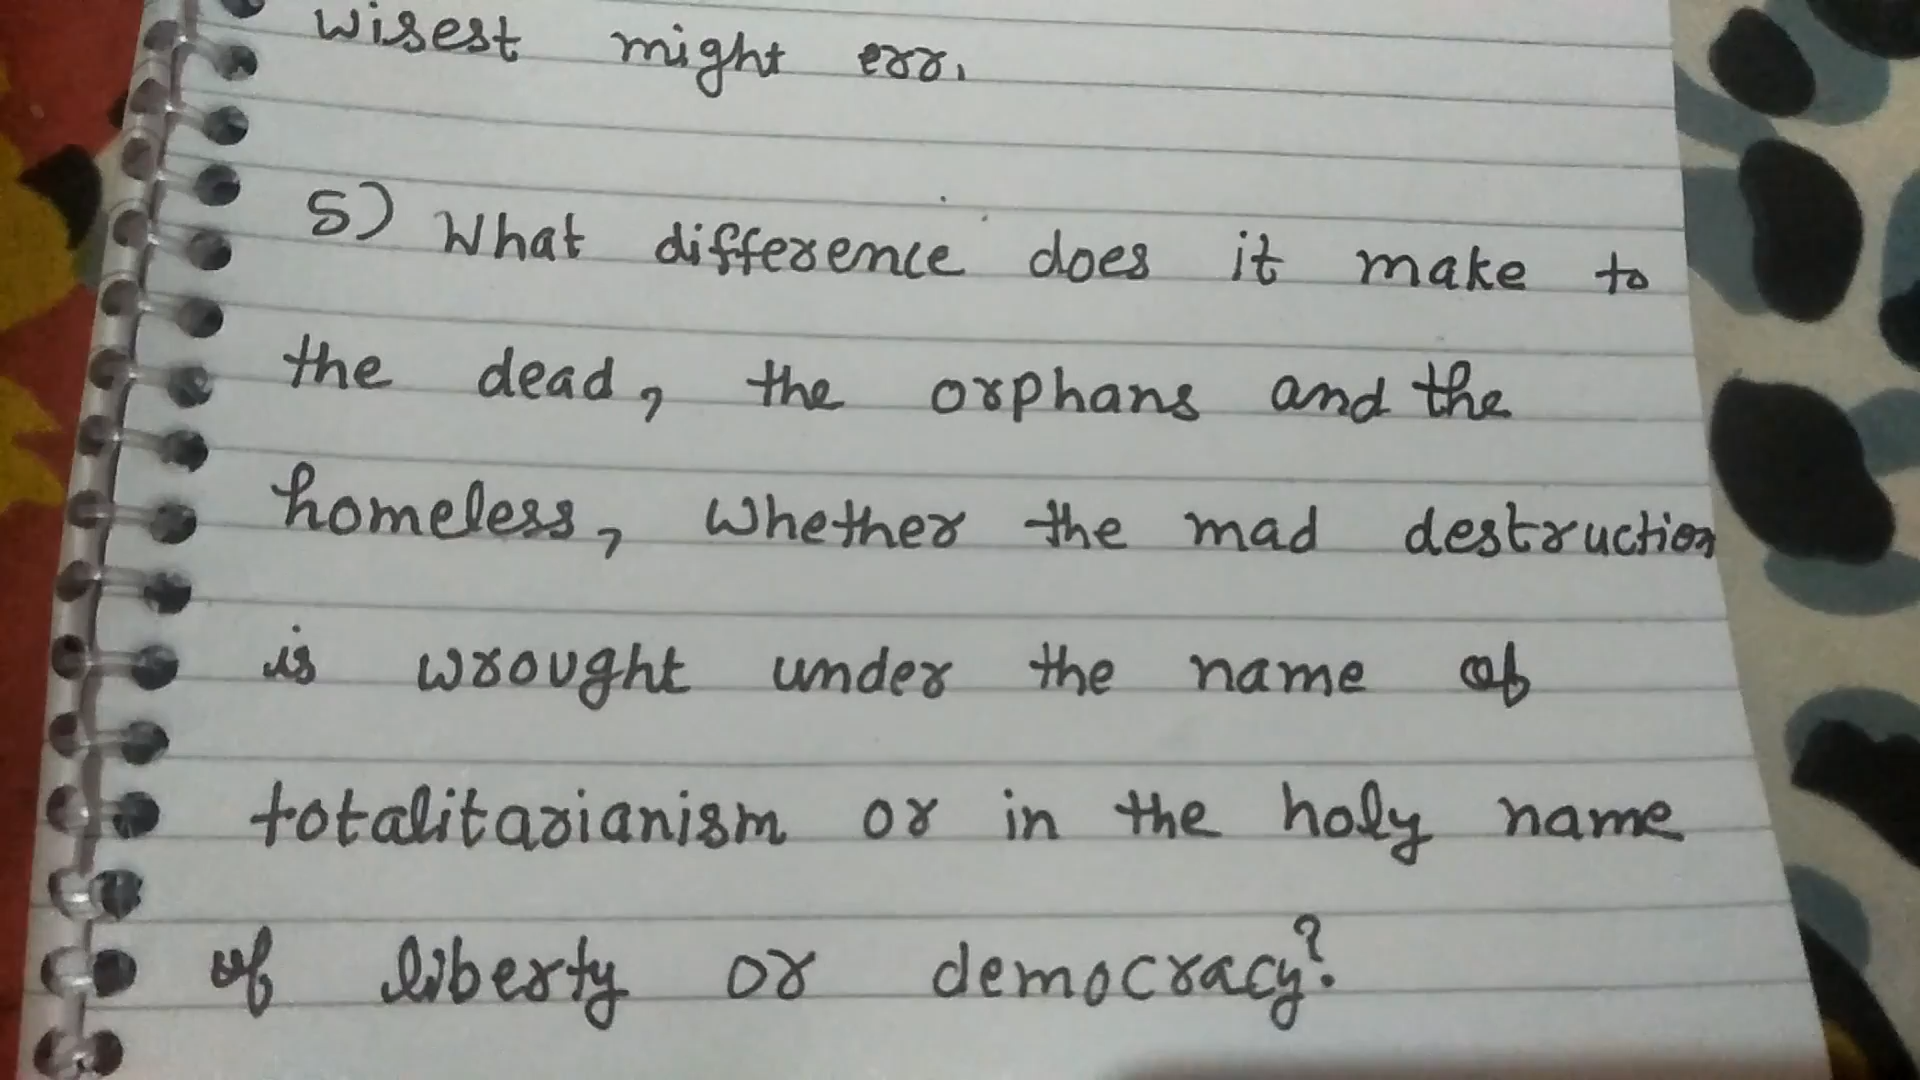 wisest might err.
5) What difference does it make to
the dead, the orphans and the
homeless, whether the mad destruction
is wrought under the name of
totalitarianism or in the holy name
of liberty or democracy?